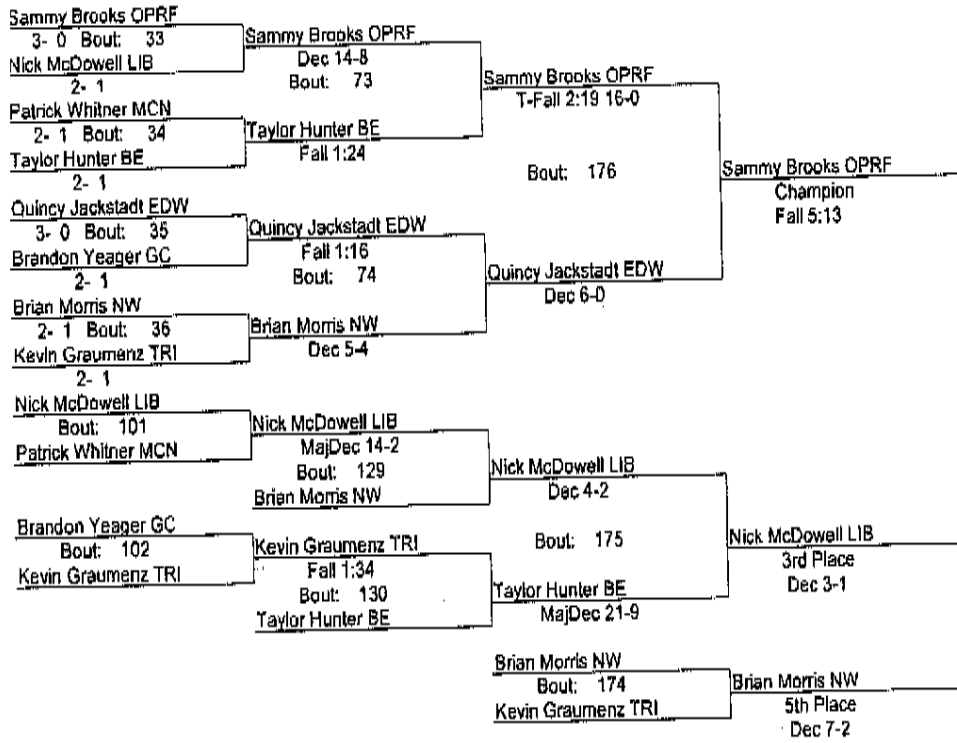 Sammy Brooks OPRF
3- 0 Bout: 33
Nick McDowell LIB
2- 1
Patrick Whitner MCN
2- 1 Bout: 34
Taylor Hunter BE
2- 1
Quincy Jackstadt EDW
3- 0 Bout: 35
Brandon Yeager GC
2- 1
Brian Morris NW
2- 1 Bout: 36
Kevin Graumenz TRI
2- 1
Sammy Brooks OPRF
Dec 14-8
Bout: 73
Taylor Hunter BE
Fall 1:24
Quincy Jackstadt EDW
Fall 1:16
Bout: 74
Brian Morris NW
Dec 5-4
Sammy Brooks OPRF
T-Fall 2:19 16-0
Bout: 176
Quincy Jackstadt EDW
Dec 6-0
Sammy Brooks OPRF
Champion
Fall 5:13
Nick McDowell LIB
Bout: 101
Patrick Whitner MCN
Brandon Yeager GC
Bout: 102
Kevin Graumenz TRI
Nick McDowell LIB
MajDec 14-2
Bout: 129
Brian Morris NW
Kevin Graumenz TRI
Fall 1:34
Bout: 130
Taylor Hunter BE
Nick McDowell LIB
Dec 4-2
Bout: 175
Taylor Hunter BE
MajDec 21-9
Nick McDowell LIB
3rd Place
Dec 3-1
Brian Morris NW
Bout: 174
Kevin Graumenz TRI
Brian Morris NW
5th Place
Dec 7-2